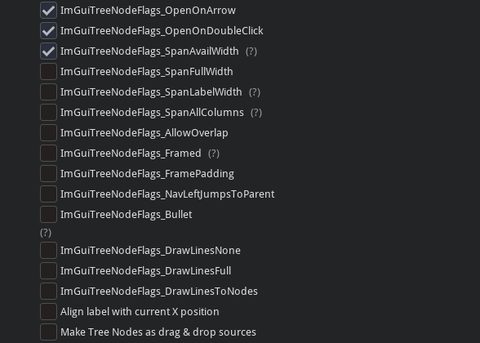 ImGuiTreeNodeFlags_OpenOnArrow
ImGuiTreeNodeFlags_OpenOnDoubleClick
ImGuiTreeNodeFlags_SpanAvailWidth (?)
ImGuiTreeNodeFlags_SpanFullWidth
ImGuiTreeNodeFlags_SpanLabelWidth (?)
ImGuiTreeNodeFlags_SpanAllColumns (?)
ImGuiTreeNodeFlags_AllowOverlap
ImGuiTreeNodeFlags_Framed (?)
ImGuiTreeNodeFlags_FramePadding
ImGuiTreeNodeFlags_NavLeftJumpsToParent
ImGuiTreeNodeFlags_Bullet
(?)
ImGuiTreeNodeFlags_DrawLinesNone
ImGuiTreeNodeFlags_DrawLinesFull
ImGuiTreeNodeFlags_DrawLinesToNodes
Align label with current X position
Make Tree Nodes as drag & drop sources